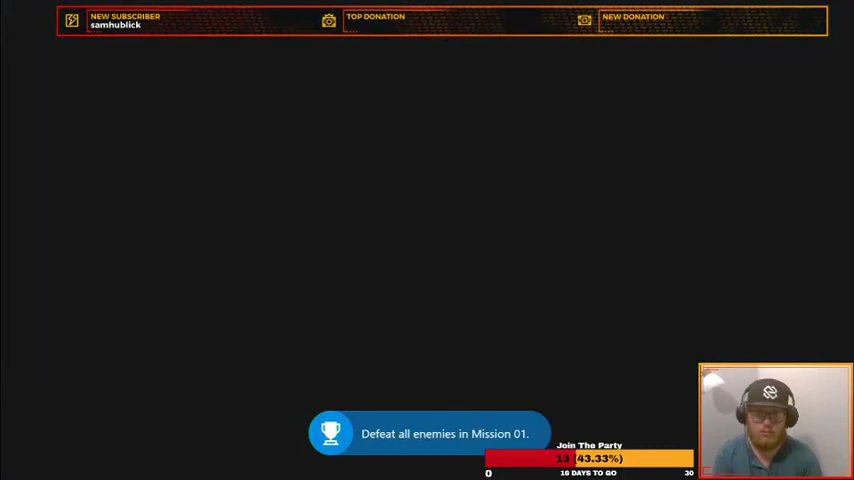 NEW SUBSCRIBER
samhublick
TOP DONATION
NEW DONATION
Defeat all enemies in Mission 01.
Join The Party
13 (43.33%)
0
16 DAYS TO GO
30